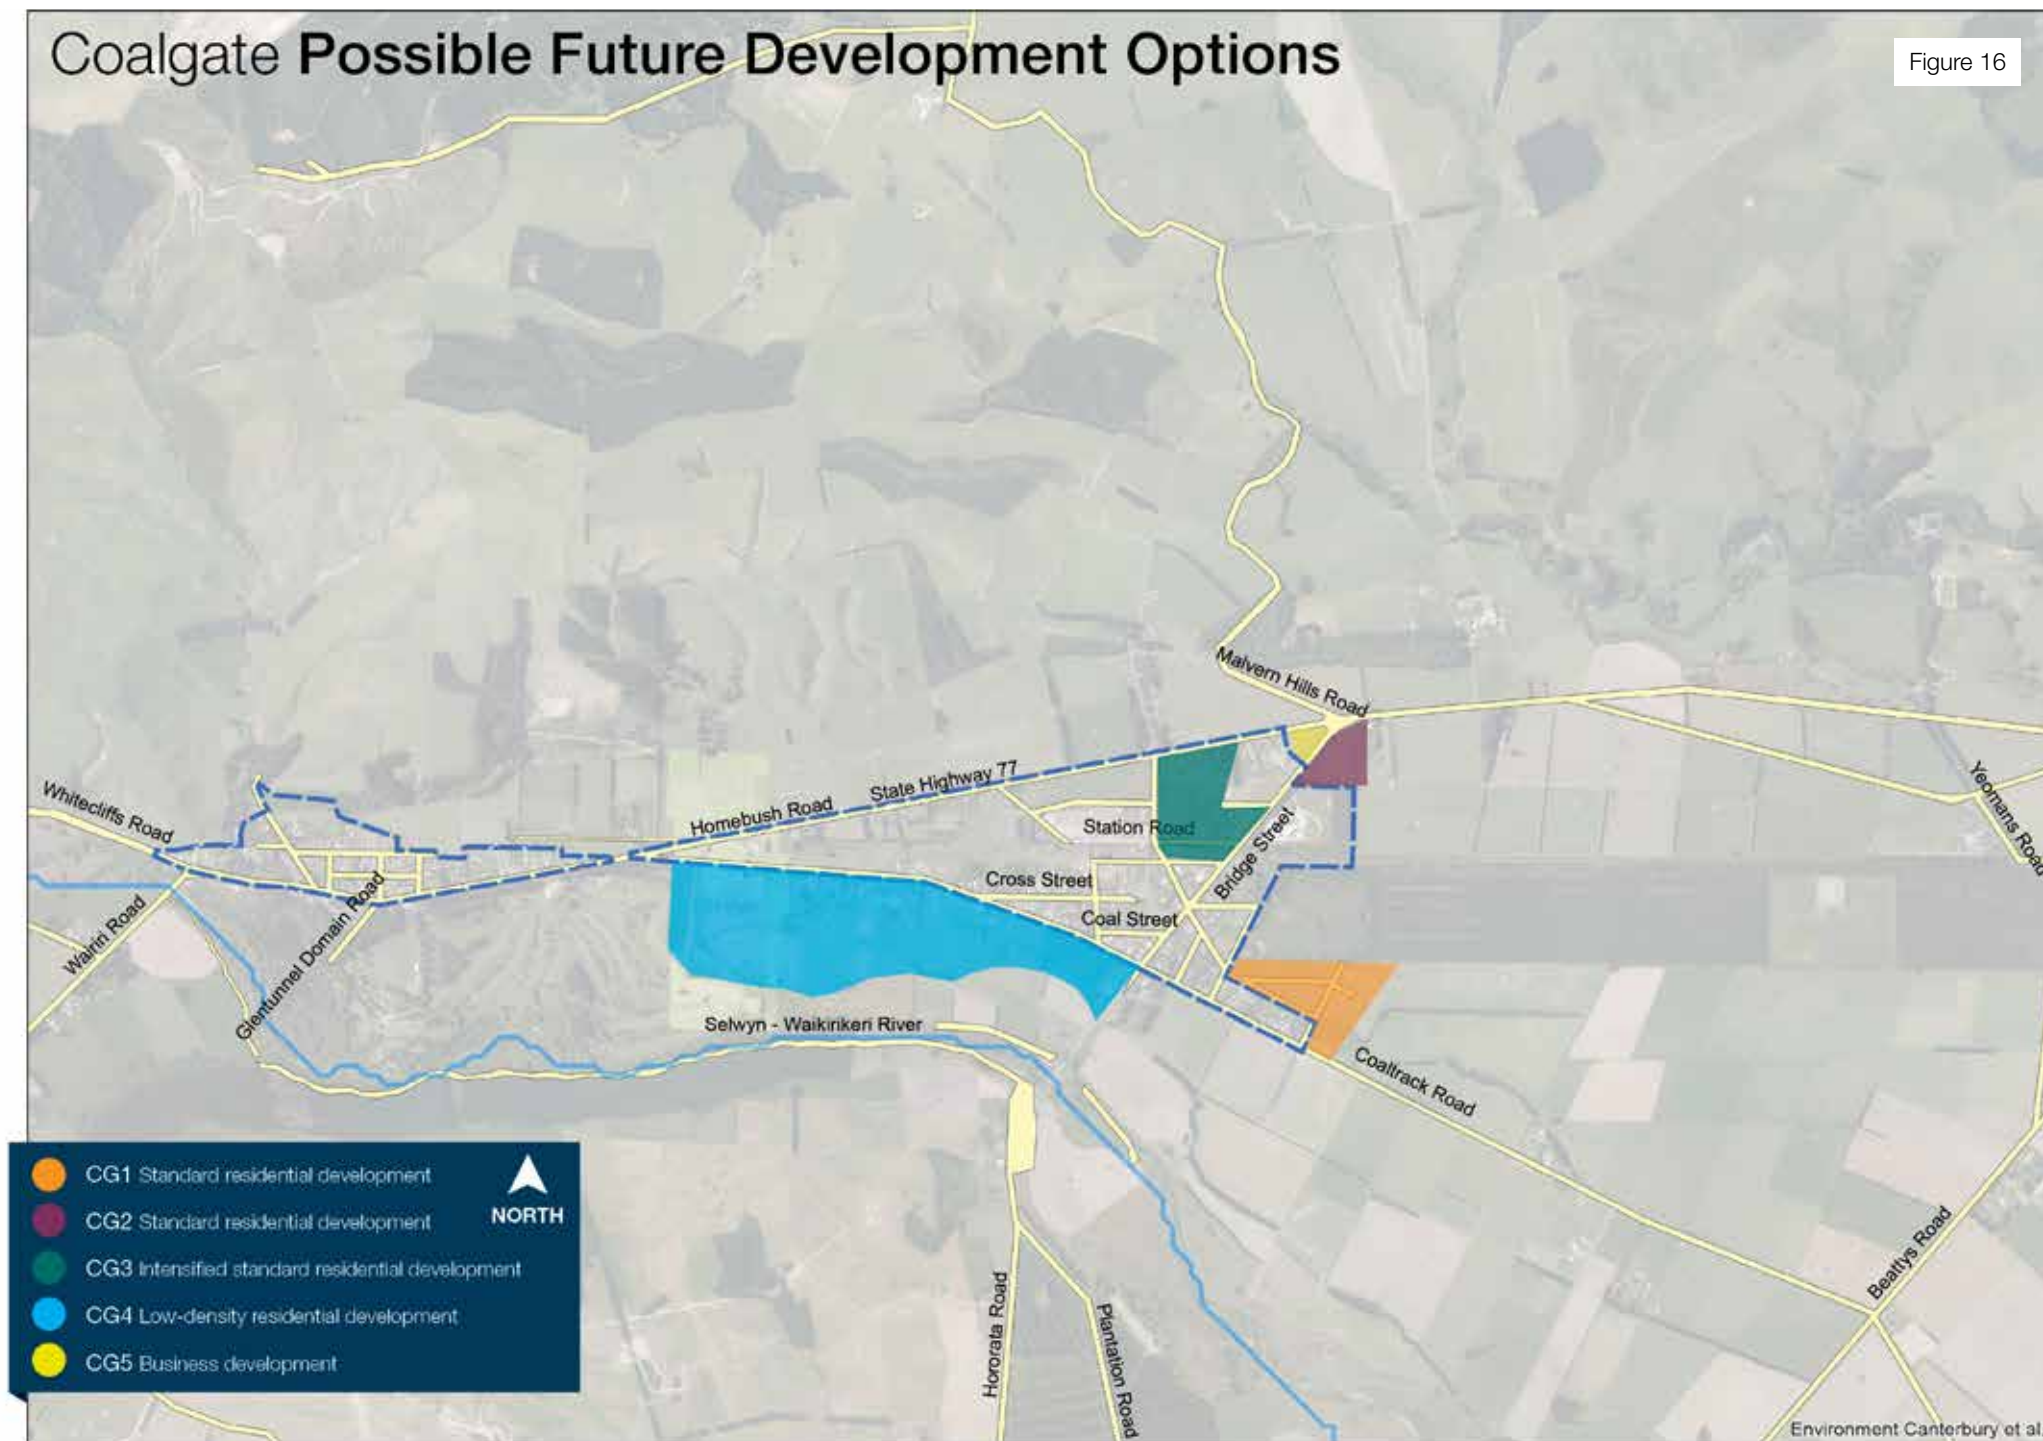 Coalgate Possible Future Development Options
Figure 16
Malvern Hills Road
State Highway 77
Homebush Road
Whitecliffs Road
Station Road
Bridge Street
Cross Street
Coal Street
Yeomans Road
Wairiri Road
Glentunnel Domain Road
Selwyn - Waikirikeri River
Coaltrack Road
Beattys Road
Hororata Road
Plantation Road
CG1 Standard residential development
CG2 Standard residential development
CG3 Intensified standard residential development
CG4 Low-density residential development
CG5 Business development
NORTH
Environment Canterbury et al